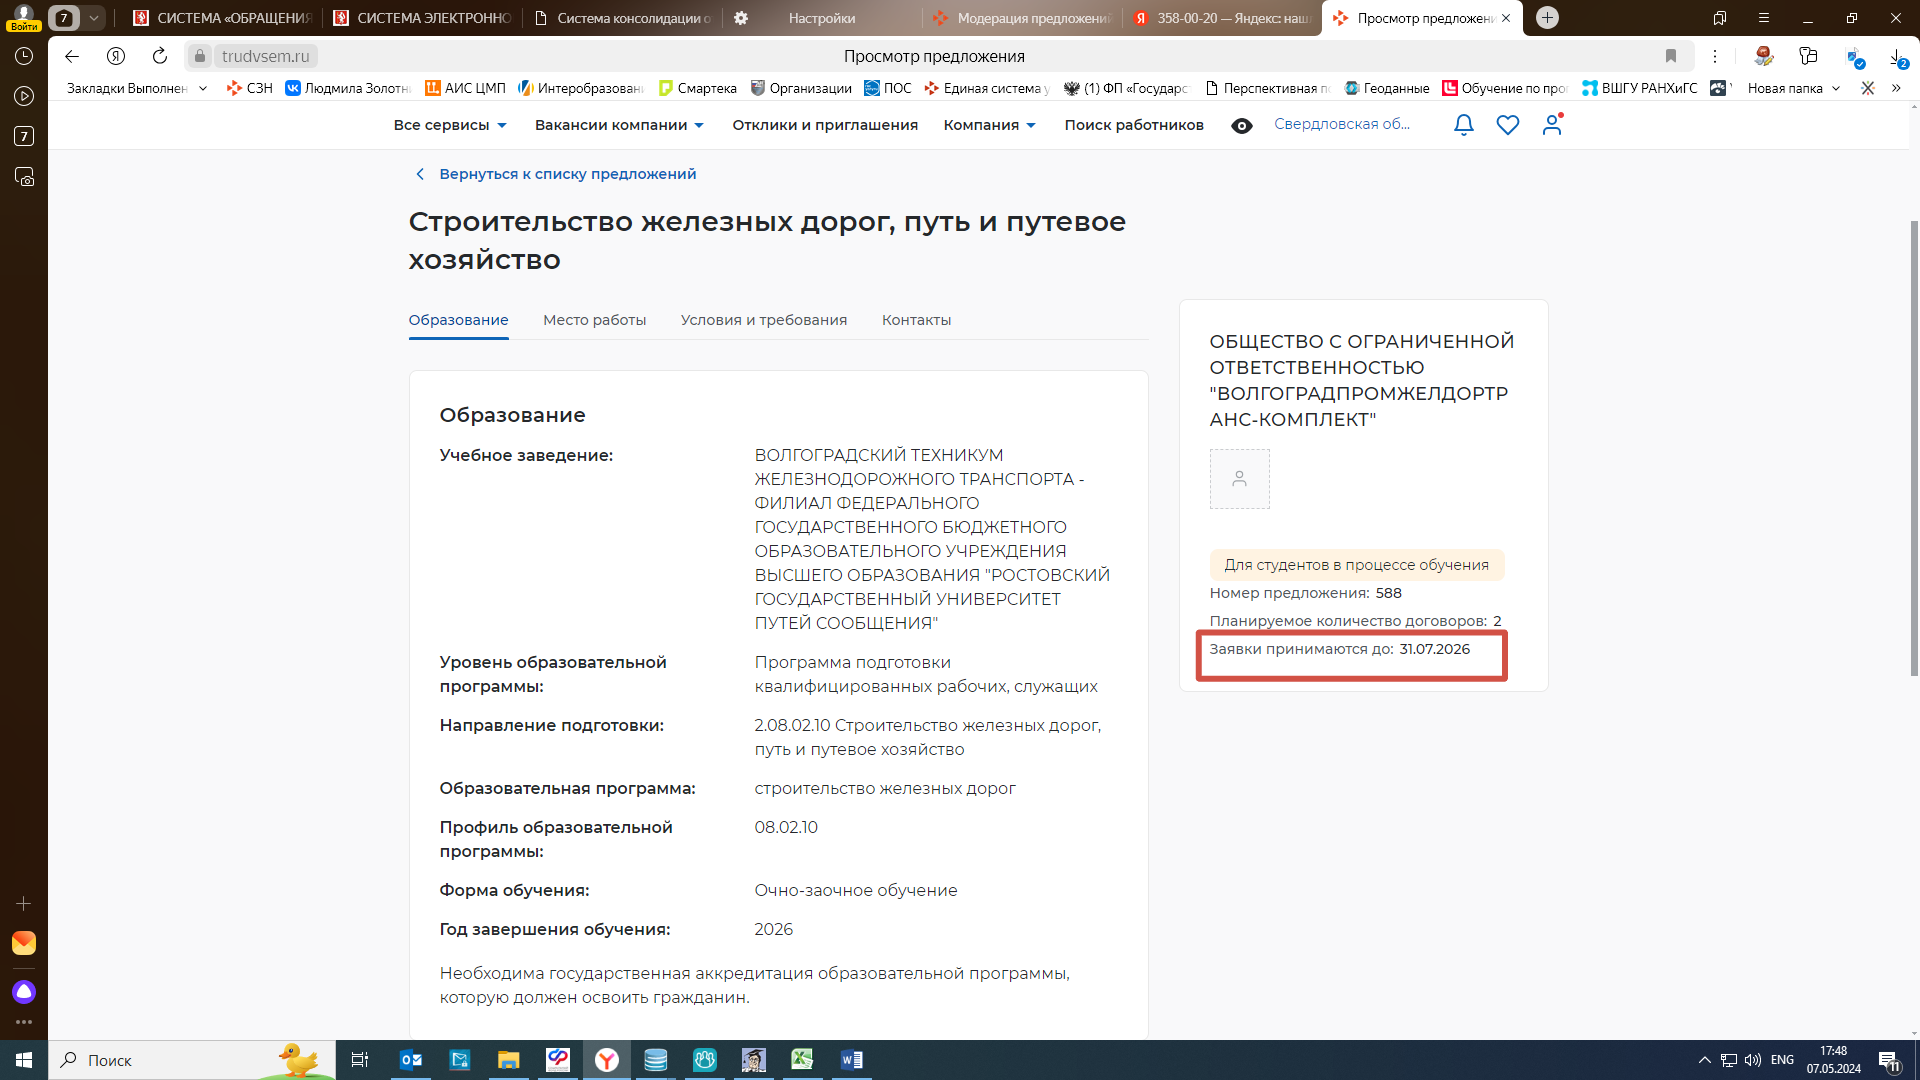 Войти
7
СИСТЕМА «ОБРАЩЕНИЯ
СИСТЕМА ЭЛЕКТРОННО
Система консолидации о
Настройки
Модерация предложений
358-00-20 — Яндекс: наш
Просмотр предложени
trudvsem.ru
Просмотр предложения
2
Закладки Выполнен
СЗН
Людмила Золотн
АИС ЦМП
Интеробразован
Смартека
Организации
ПОС
Единая система у
(1) ФП «Государс
Перспективная п
Геоданные
Обучение по про
ВШГУ РАНХиГС
Новая папка
7
Все сервисы
Вакансии компании
Отклики и приглашения
Компания
Поиск работников
Свердловская об...
Вернуться к списку предложений
Строительство железных дорог, путь и путевое
хозяйство
Образование
Место работы
Условия и требования
Контакты
Образование
Учебное заведение:
ВОЛГОГРАДСКИЙ ТЕХНИКУМ
ЖЕЛЕЗНОДОРОЖНОГО ТРАНСПОРТА -
ФИЛИАЛ ФЕДЕРАЛЬНОГО
ГОСУДАРСТВЕННОГО БЮДЖЕТНОГО
ОБРАЗОВАТЕЛЬНОГО УЧРЕЖДЕНИЯ
ВЫСШЕГО ОБРАЗОВАНИЯ "РОСТОВСКИЙ
ГОСУДАРСТВЕННЫЙ УНИВЕРСИТЕТ
ПУТЕЙ СООБЩЕНИЯ"
Уровень образовательной
программы:
Программа подготовки
квалифицированных рабочих, служащих
Направление подготовки:
2.08.02.10 Строительство железных дорог,
путь и путевое хозяйство
Образовательная программа:
строительство железных дорог
Профиль образовательной
программы:
08.02.10
Форма обучения:
Очно-заочное обучение
Год завершения обучения:
2026
Необходима государственная аккредитация образовательной программы,
которую должен освоить гражданин.
ОБЩЕСТВО С ОГРАНИЧЕННОЙ
ОТВЕТСТВЕННОСТЬЮ
"ВОЛГОГРАДПРОМЖЕЛДОРТР
АНС-КОМПЛЕКТ"
Для студентов в процессе обучения
Номер предложения: 588
Планируемое количество договоров: 2
Заявки принимаются до: 31.07.2026
Поиск
ENG
17:48
07.05.2024
11